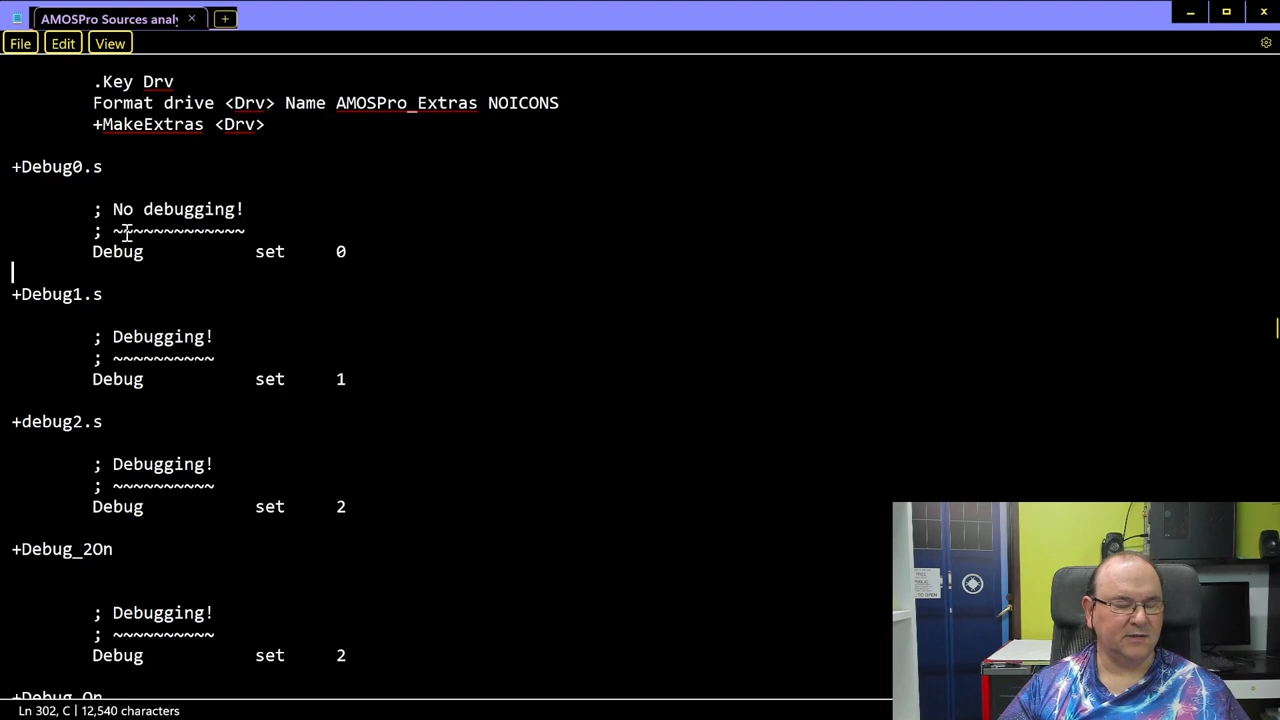 AMOSPro Sources analy
File Edit View
.Key Drv
Format drive <Drv> Name AMOSPro_Extras NOICONS
+MakeExtras <Drv>
+Debug0.s
; No debugging!
; ~~~~~~~~~~~~~
Debug set 0
+Debug1.s
; Debugging!
; ~~~~~~~~~~
Debug set 1
+debug2.s
; Debugging!
; ~~~~~~~~~~
Debug set 2
+Debug_2On
; Debugging!
; ~~~~~~~~~~
Debug set 2
+Debug_On
Ln 302, C | 12,540 characters